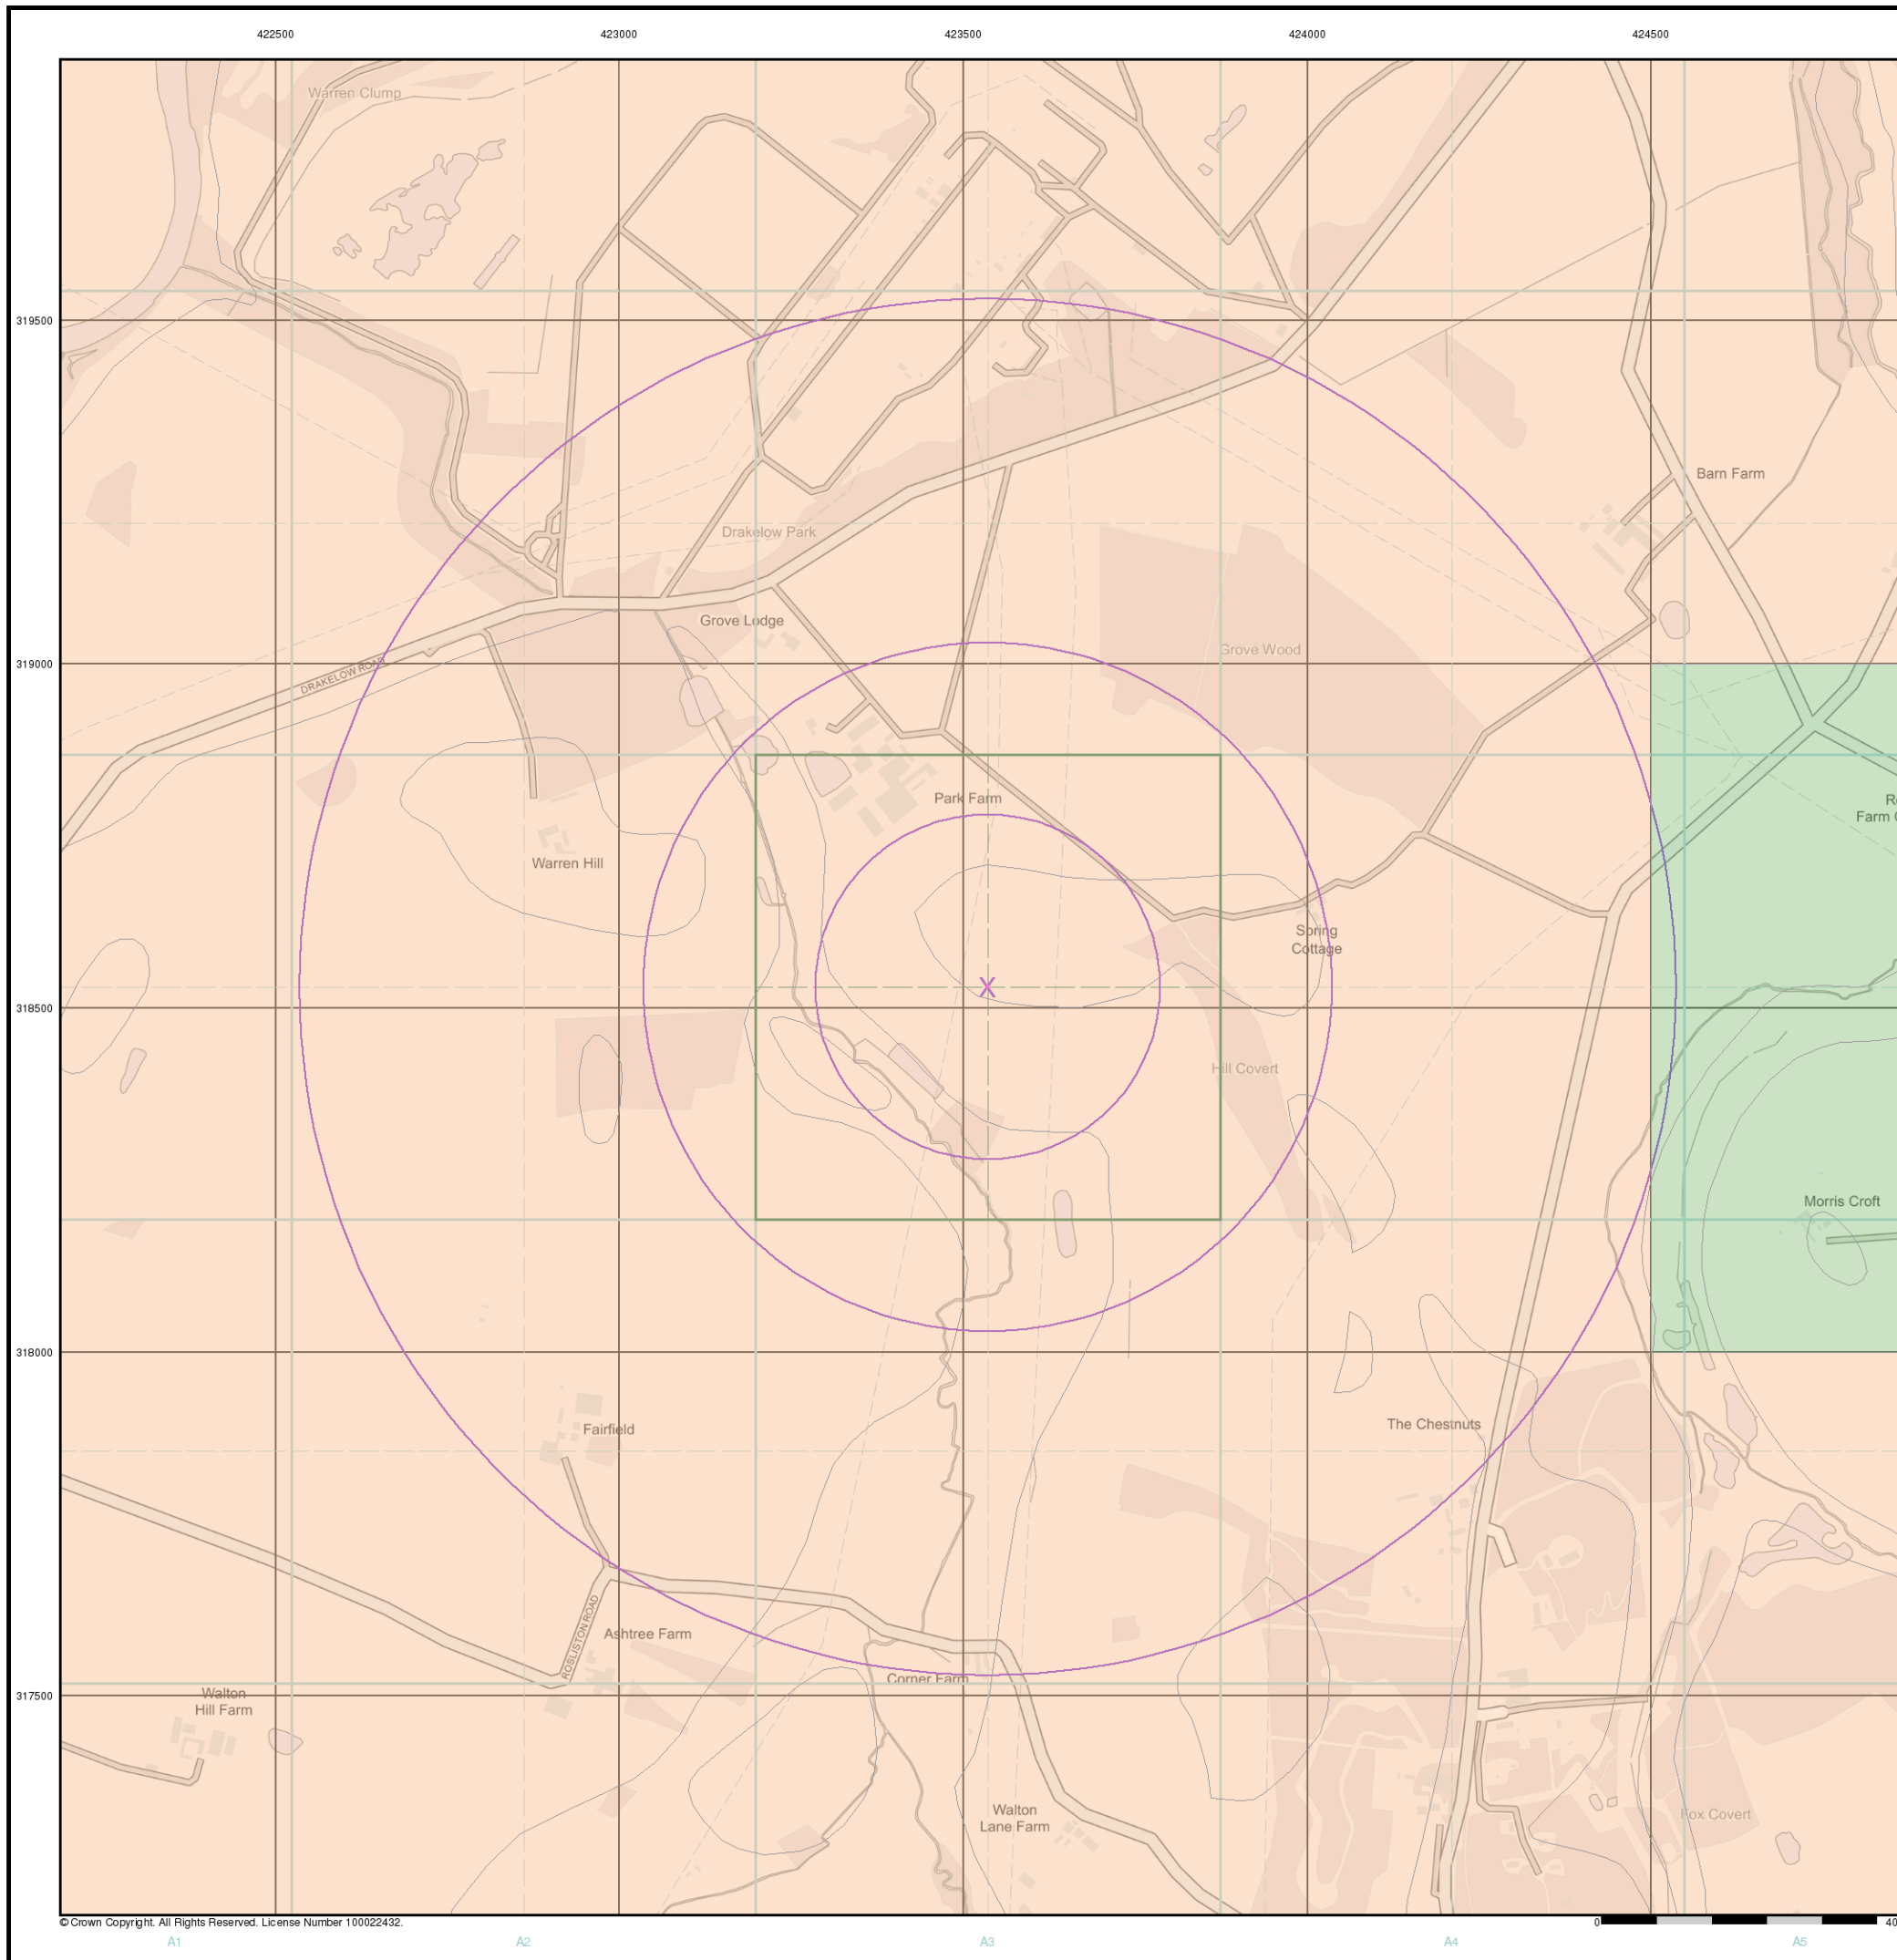 422500
423000
423500
424000
424500
Warren Clump
319500
Barn Farm
Drakelow Park
Grove Lodge
Grove Wood
319000
DRAKELOW ROAD
Park Farm
Farm
Warren Hill
Spring
Cottage
X
318500
Hill Covert
Morris Croft
318000
The Chestnuts
Fairfield
ROSLISTON ROAD
Ashtree Farm
Corner Farm
317500
Walton
Hill Farm
Walton
Lane Farm
Fox Covert
© Crown Copyright. All Rights Reserved. License Number 100022432.
0
A1
A2
A3
A4
A5